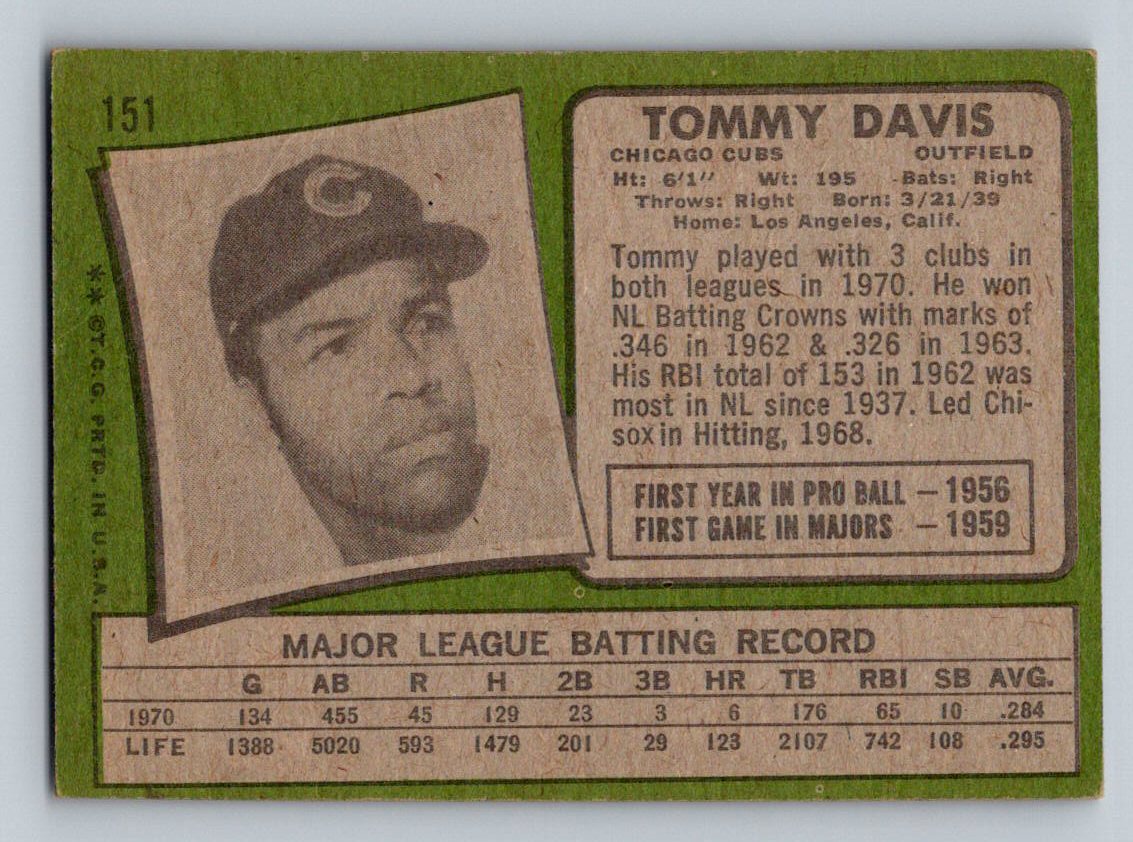 151
TOMMY DAVIS
CHICAGO CUBS OUTFIELD
Ht: 6'1" Wt: 195 Bats: Right
Throws: Right Born: 3/21/39
Home: Los Angeles, Calif.
Tommy played with 3 clubs in
both leagues in 1970. He won
NL Batting Crowns with marks of
.346 in 1962 & .326 in 1963.
His RBI total of 153 in 1962 was
most in NL since 1937. Led Chi-
sox in Hitting, 1968.
FIRST YEAR IN PRO BALL — 1956
FIRST GAME IN MAJORS — 1959
C
**©T.C.G. PRTD. IN U.S.A.
MAJOR LEAGUE BATTING RECORD
G AB R H 2B 3B HR TB RBI SB AVG.
1970 134 455 45 129 23 3 6 176 65 10 .284
LIFE 1388 5020 593 1479 201 29 123 2107 742 108 .295